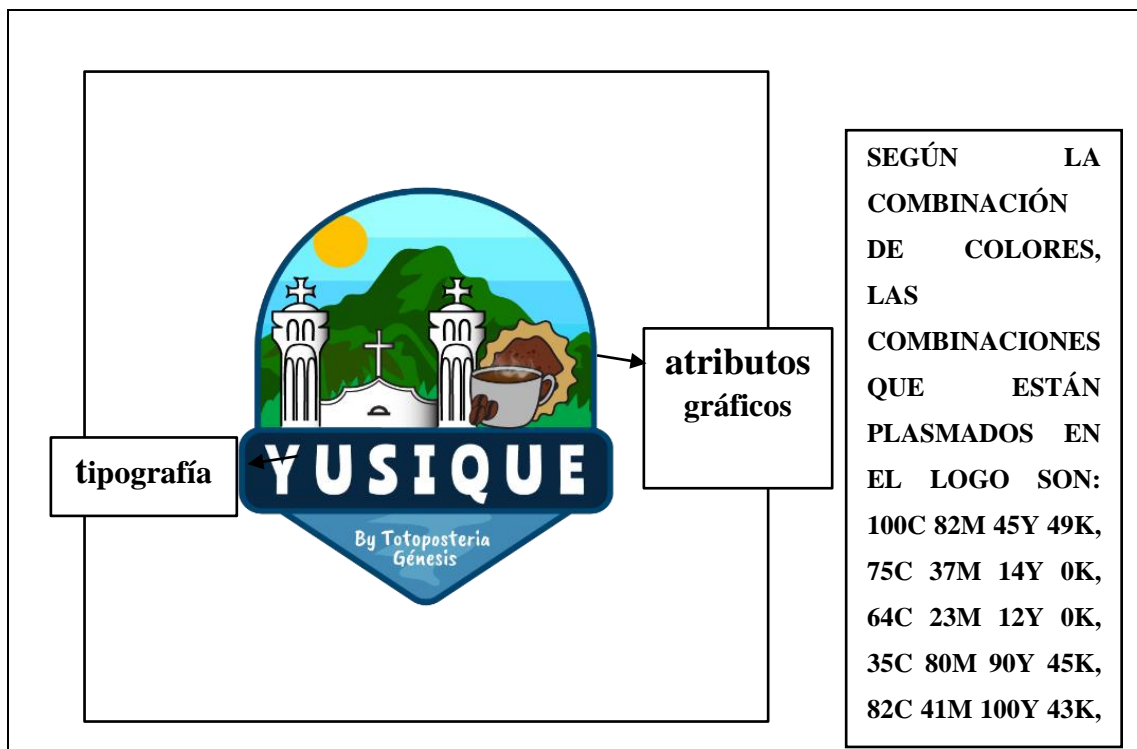 SEGÚN LA
COMBINACIÓN
DE COLORES,
LAS
COMBINACIONES
QUE ESTÁN
PLASMADOS EN
EL LOGO SON:
100C 82M 45Y 49K,
75C 37M 14Y 0K,
64C 23M 12Y 0K,
35C 80M 90Y 45K,
82C 41M 100Y 43K,
atributos
gráficos
tipografía
YUSIQUE
By Totoposteria
Génesis